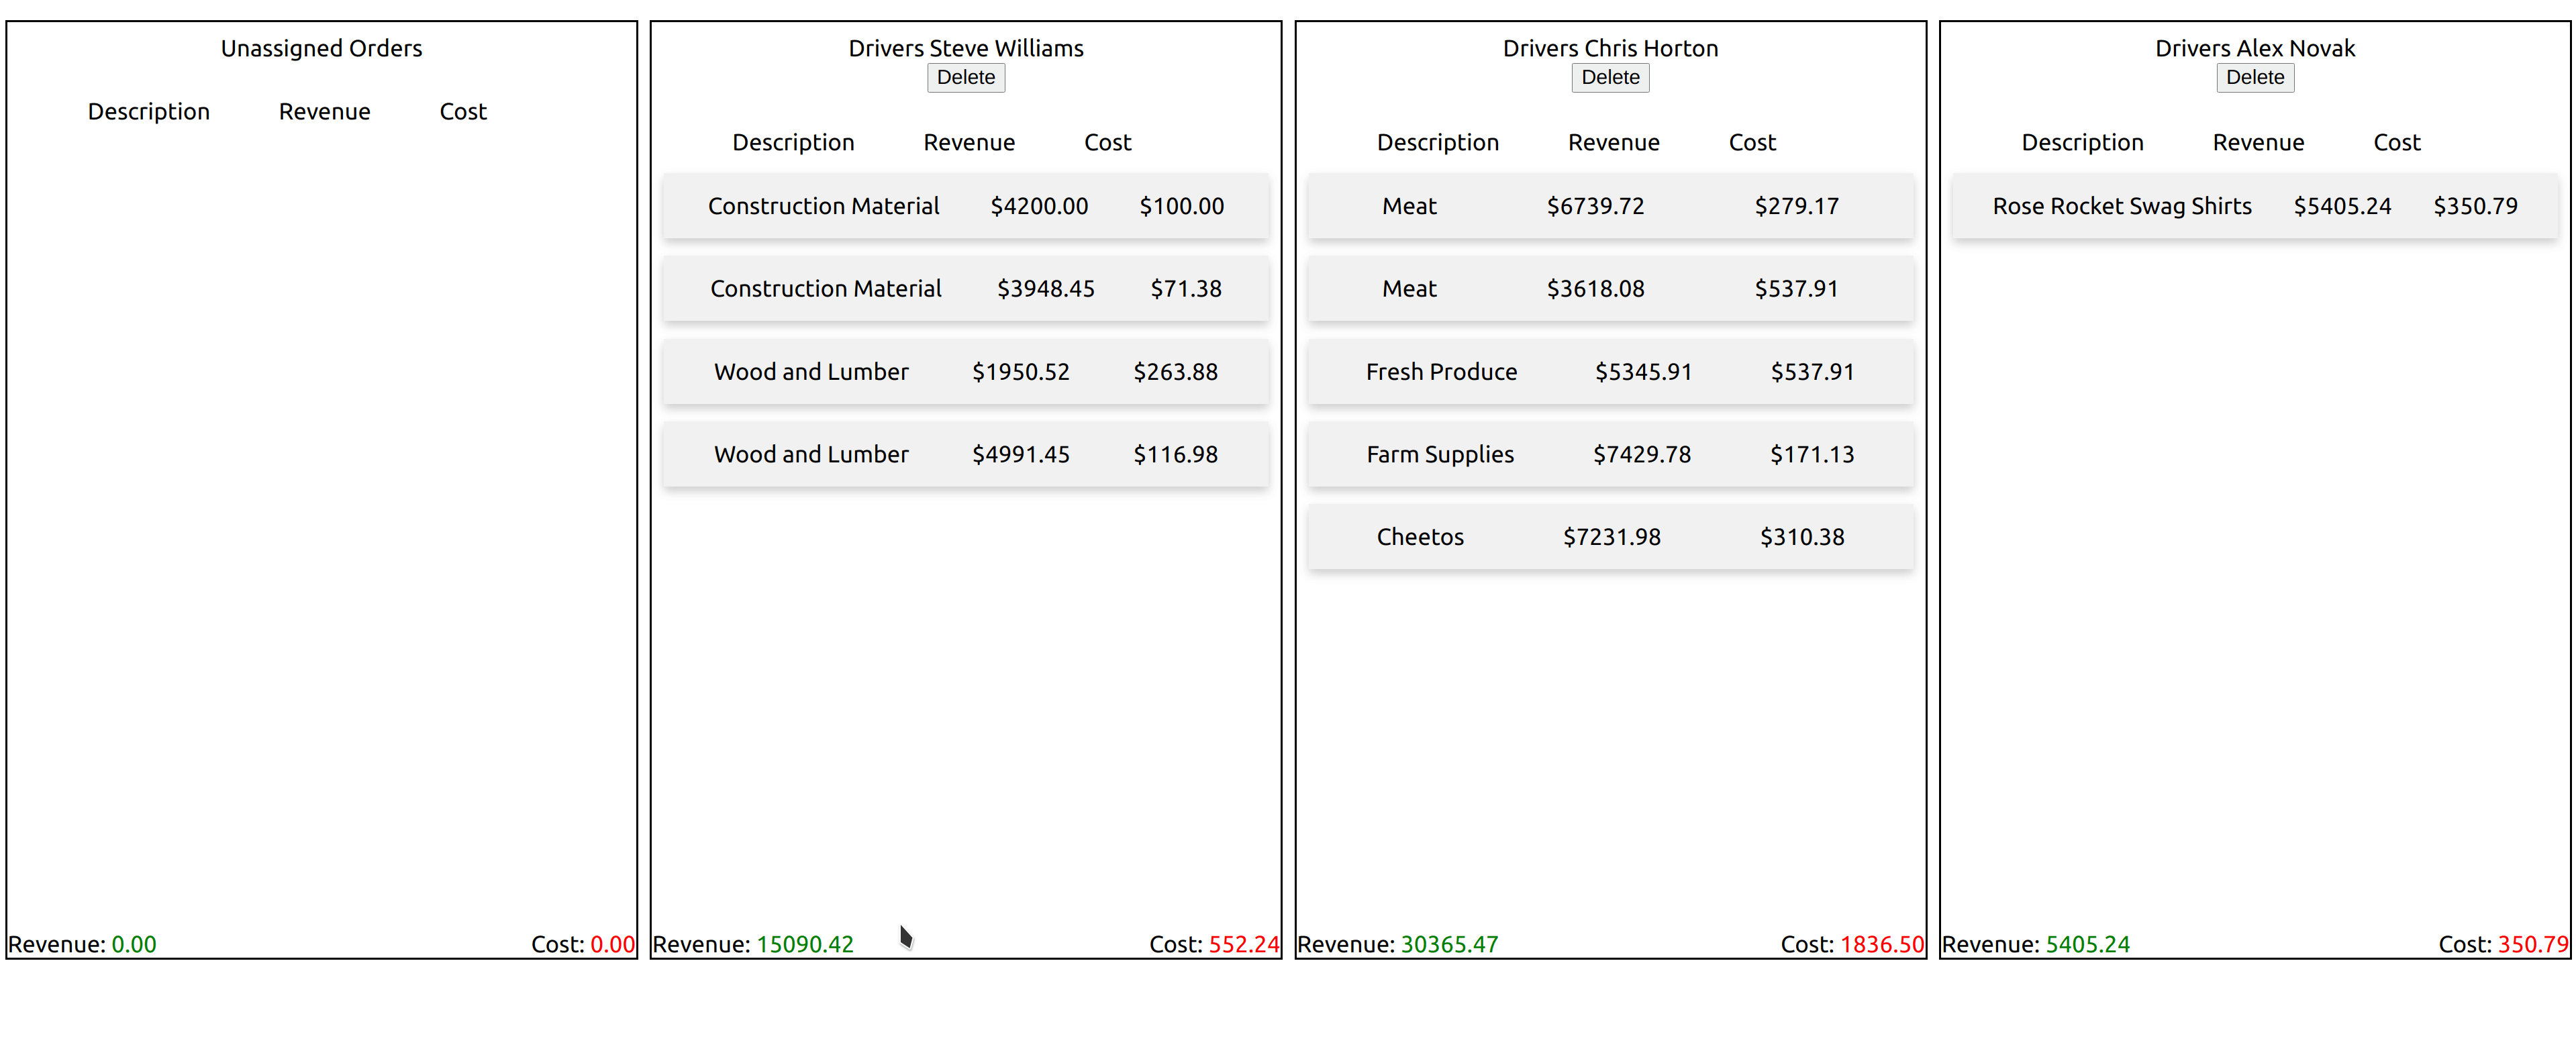 Unassigned Orders
Description Revenue Cost
Revenue: 0.00 Cost: 0.00
Drivers Steve Williams
Delete
Description Revenue Cost
Construction Material $4200.00 $100.00
Construction Material $3948.45 $71.38
Wood and Lumber $1950.52 $263.88
Wood and Lumber $4991.45 $116.98
Revenue: 15090.42 Cost: 552.24
Drivers Chris Horton
Delete
Description Revenue Cost
Meat $6739.72 $279.17
Meat $3618.08 $537.91
Fresh Produce $5345.91 $537.91
Farm Supplies $7429.78 $171.13
Cheetos $7231.98 $310.38
Revenue: 30365.47 Cost: 1836.50
Drivers Alex Novak
Delete
Description Revenue Cost
Rose Rocket Swag Shirts $5405.24 $350.79
Revenue: 5405.24 Cost: 350.79